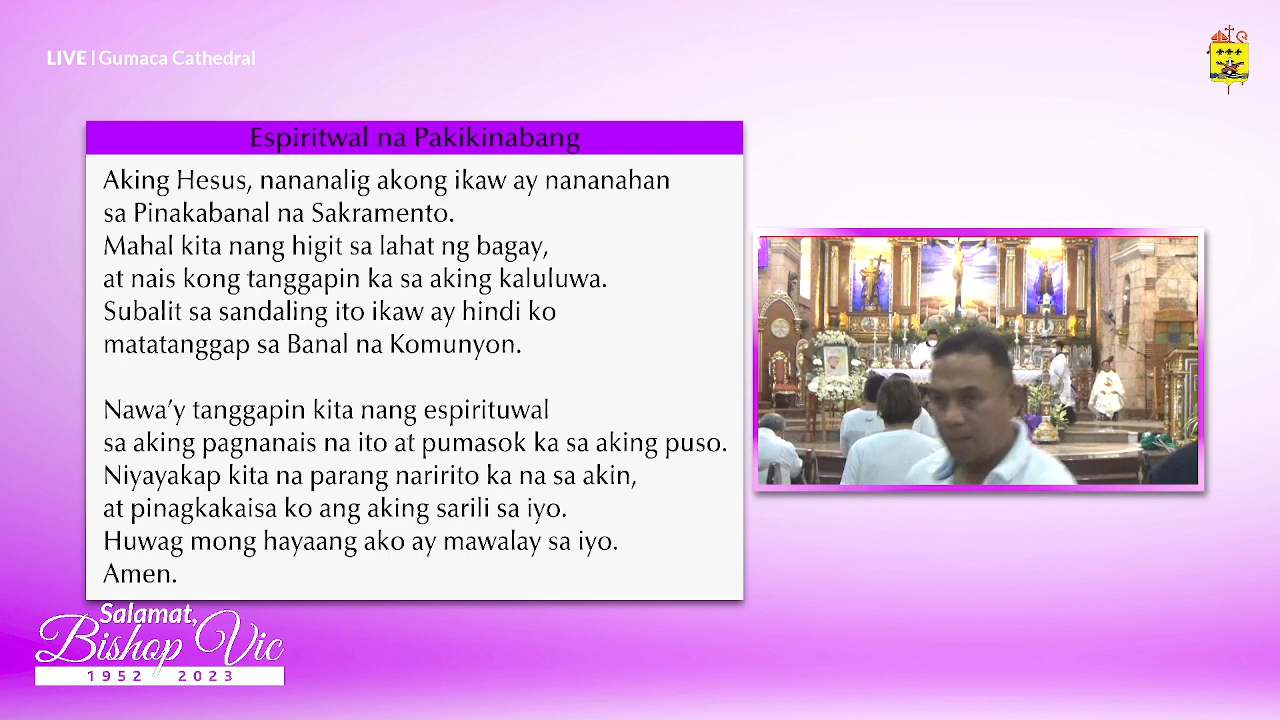 LIVE | Gumaca Cathedral
Espiritwal na Pakikinabang
Aking Hesus, nananalig akong ikaw ay nananahan
sa Pinakabanal na Sakramento.
Mahal kita nang higit sa lahat ng bagay,
at nais kong tanggapin ka sa aking kaluluwa.
Subalit sa sandaling ito ikaw ay hindi ko
matatanggap sa Banal na Komunyon.
Nawa'y tanggapin kita nang espirituwal
sa aking pagnanais na ito at pumasok ka sa aking puso.
Niyayakap kita na parang naririto ka na sa akin,
at pinagkakaisa ko ang aking sarili sa iyo.
Huwag mong hayaang ako ay mawalay sa iyo.
Amen.
Salamat,
Bishop Vic
1952 2023